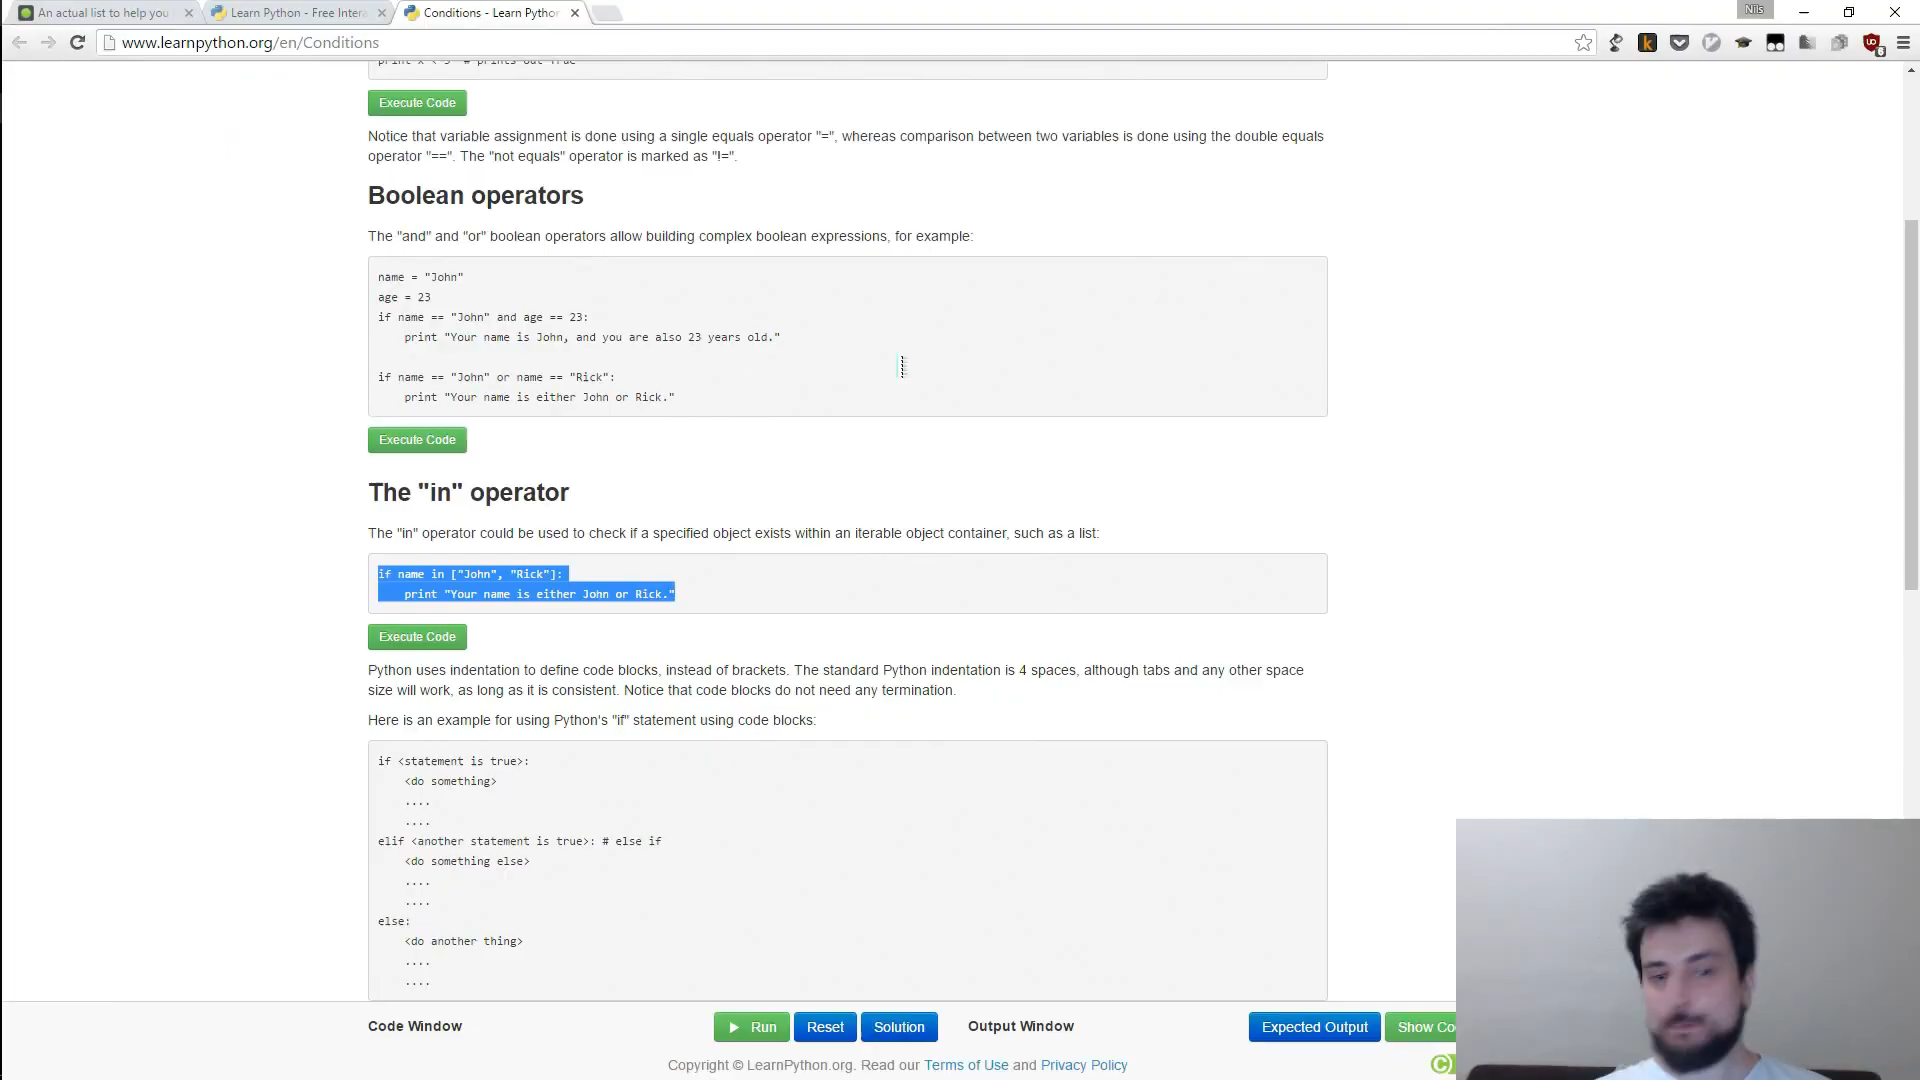 An actual list to help you
Learn Python - Free Intera
Conditions - Learn Pytho
Nils
www.learnpython.org/en/Conditions
print x < 3 # prints out True
Execute Code
Notice that variable assignment is done using a single equals operator "=", whereas comparison between two variables is done using the double equals
operator "==". The "not equals" operator is marked as "!=".
Boolean operators
The "and" and "or" boolean operators allow building complex boolean expressions, for example:
name = "John"
age = 23
if name == "John" and age == 23:
    print "Your name is John, and you are also 23 years old."
if name == "John" or name == "Rick":
    print "Your name is either John or Rick."
Execute Code
The "in" operator
The "in" operator could be used to check if a specified object exists within an iterable object container, such as a list:
if name in ["John", "Rick"]:
    print "Your name is either John or Rick."
Execute Code
Python uses indentation to define code blocks, instead of brackets. The standard Python indentation is 4 spaces, although tabs and any other space
size will work, as long as it is consistent. Notice that code blocks do not need any termination.
Here is an example for using Python's "if" statement using code blocks:
if <statement is true>:
    <do something>
    ....
    ....
elif <another statement is true>: # else if
    <do something else>
    ....
    ....
else:
    <do another thing>
    ....
    ....
Code Window
Run
Reset
Solution
Output Window
Expected Output
Show Co
Copyright © LearnPython.org. Read our Terms of Use and Privacy Policy